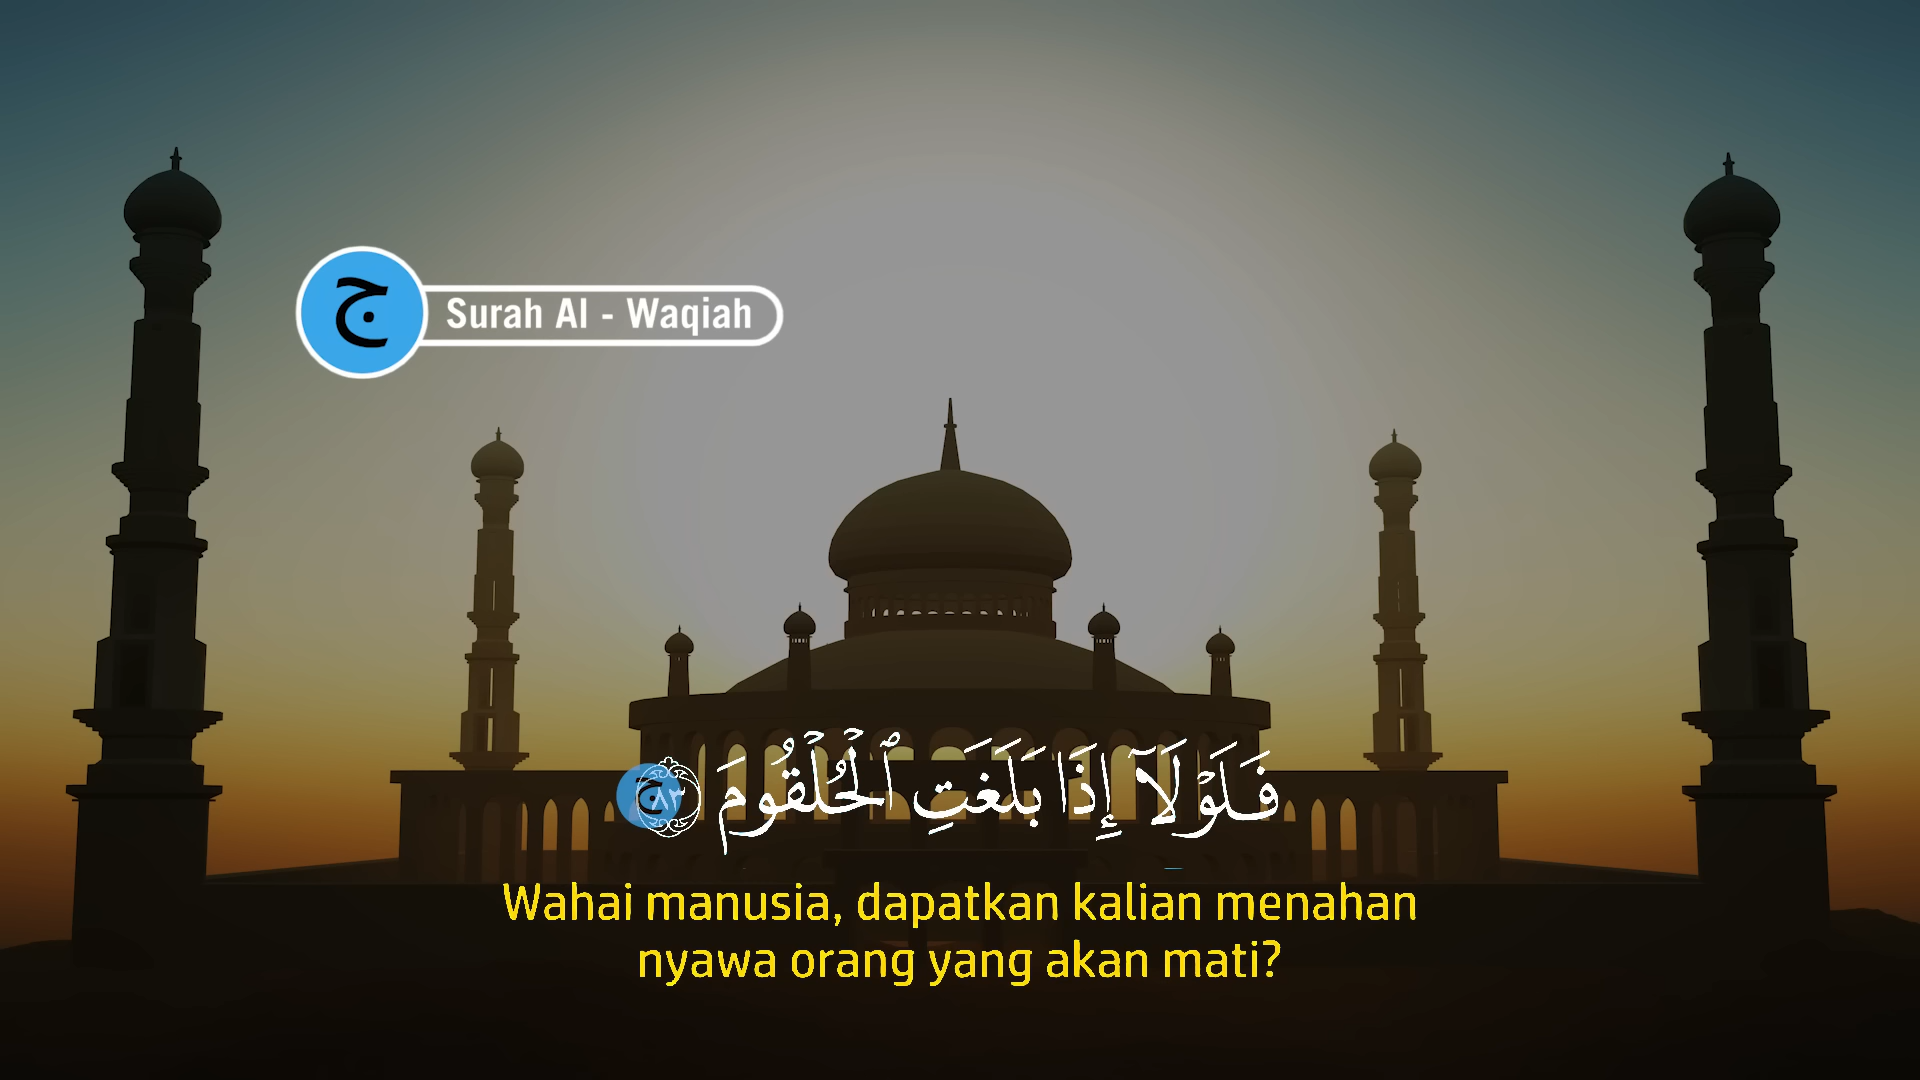 ج
Surah Al - Waqiah
فَلَوْلَآ إِذَا بَلَغَتِ ٱلْحُلْقُومَ ٨٣ ج
Wahai manusia, dapatkan kalian menahan
nyawa orang yang akan mati?